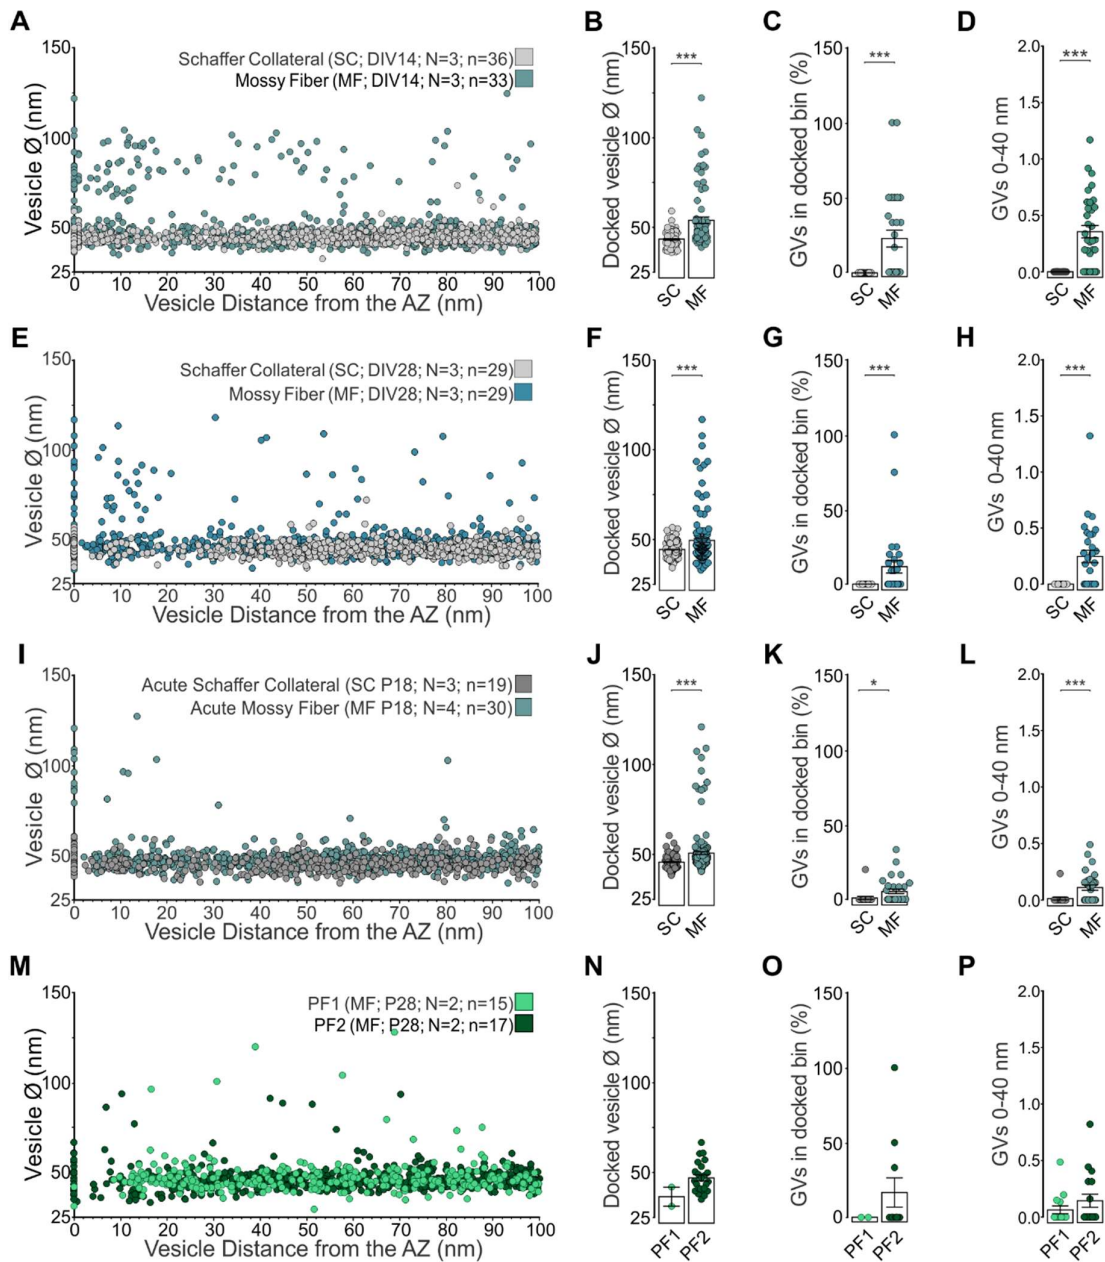 A
Schaffer Collateral (SC; DIV14; N=3; n=36)
Mossy Fiber (MF; DIV14; N=3; n=33)
Vesicle Ø (nm)
150
100
50
25
0 10 20 30 40 50 60 70 80 90 100
Vesicle Distance from the AZ (nm)
B
***
Docked vesicle Ø (nm)
150
100
50
25
SC MF
C
***
GVs in docked bin (%)
150
100
50
0
SC MF
D
***
GVs 0-40 nm
2.0
1.5
1.0
0.5
0.0
SC MF
E
Schaffer Collateral (SC; DIV28; N=3; n=29)
Mossy Fiber (MF; DIV28; N=3; n=29)
Vesicle Ø (nm)
150
100
50
25
0 10 20 30 40 50 60 70 80 90 100
Vesicle Distance from the AZ (nm)
F
***
Docked vesicle Ø (nm)
150
100
50
25
SC MF
G
***
GVs in docked bin (%)
150
100
50
0
SC MF
H
***
GVs 0-40 nm
2.0
1.5
1.0
0.5
0.0
SC MF
I
Acute Schaffer Collateral (SC P18; N=3; n=19)
Acute Mossy Fiber (MF P18; N=4; n=30)
Vesicle Ø (nm)
150
100
50
25
0 10 20 30 40 50 60 70 80 90 100
Vesicle Distance from the AZ (nm)
J
***
Docked vesicle Ø (nm)
150
100
50
25
SC MF
K
*
GVs in docked bin (%)
150
100
50
0
SC MF
L
***
GVs 0-40 nm
2.0
1.5
1.0
0.5
0.0
SC MF
M
PF1 (MF; P28; N=2; n=15)
PF2 (MF; P28; N=2; n=17)
Vesicle Ø (nm)
150
100
50
25
0 10 20 30 40 50 60 70 80 90 100
Vesicle Distance from the AZ (nm)
N
Docked vesicle Ø (nm)
150
100
50
25
PF1 PF2
O
GVs in docked bin (%)
150
100
50
0
PF1 PF2
P
GVs 0-40 nm
2.0
1.5
1.0
0.5
0.0
PF1 PF2